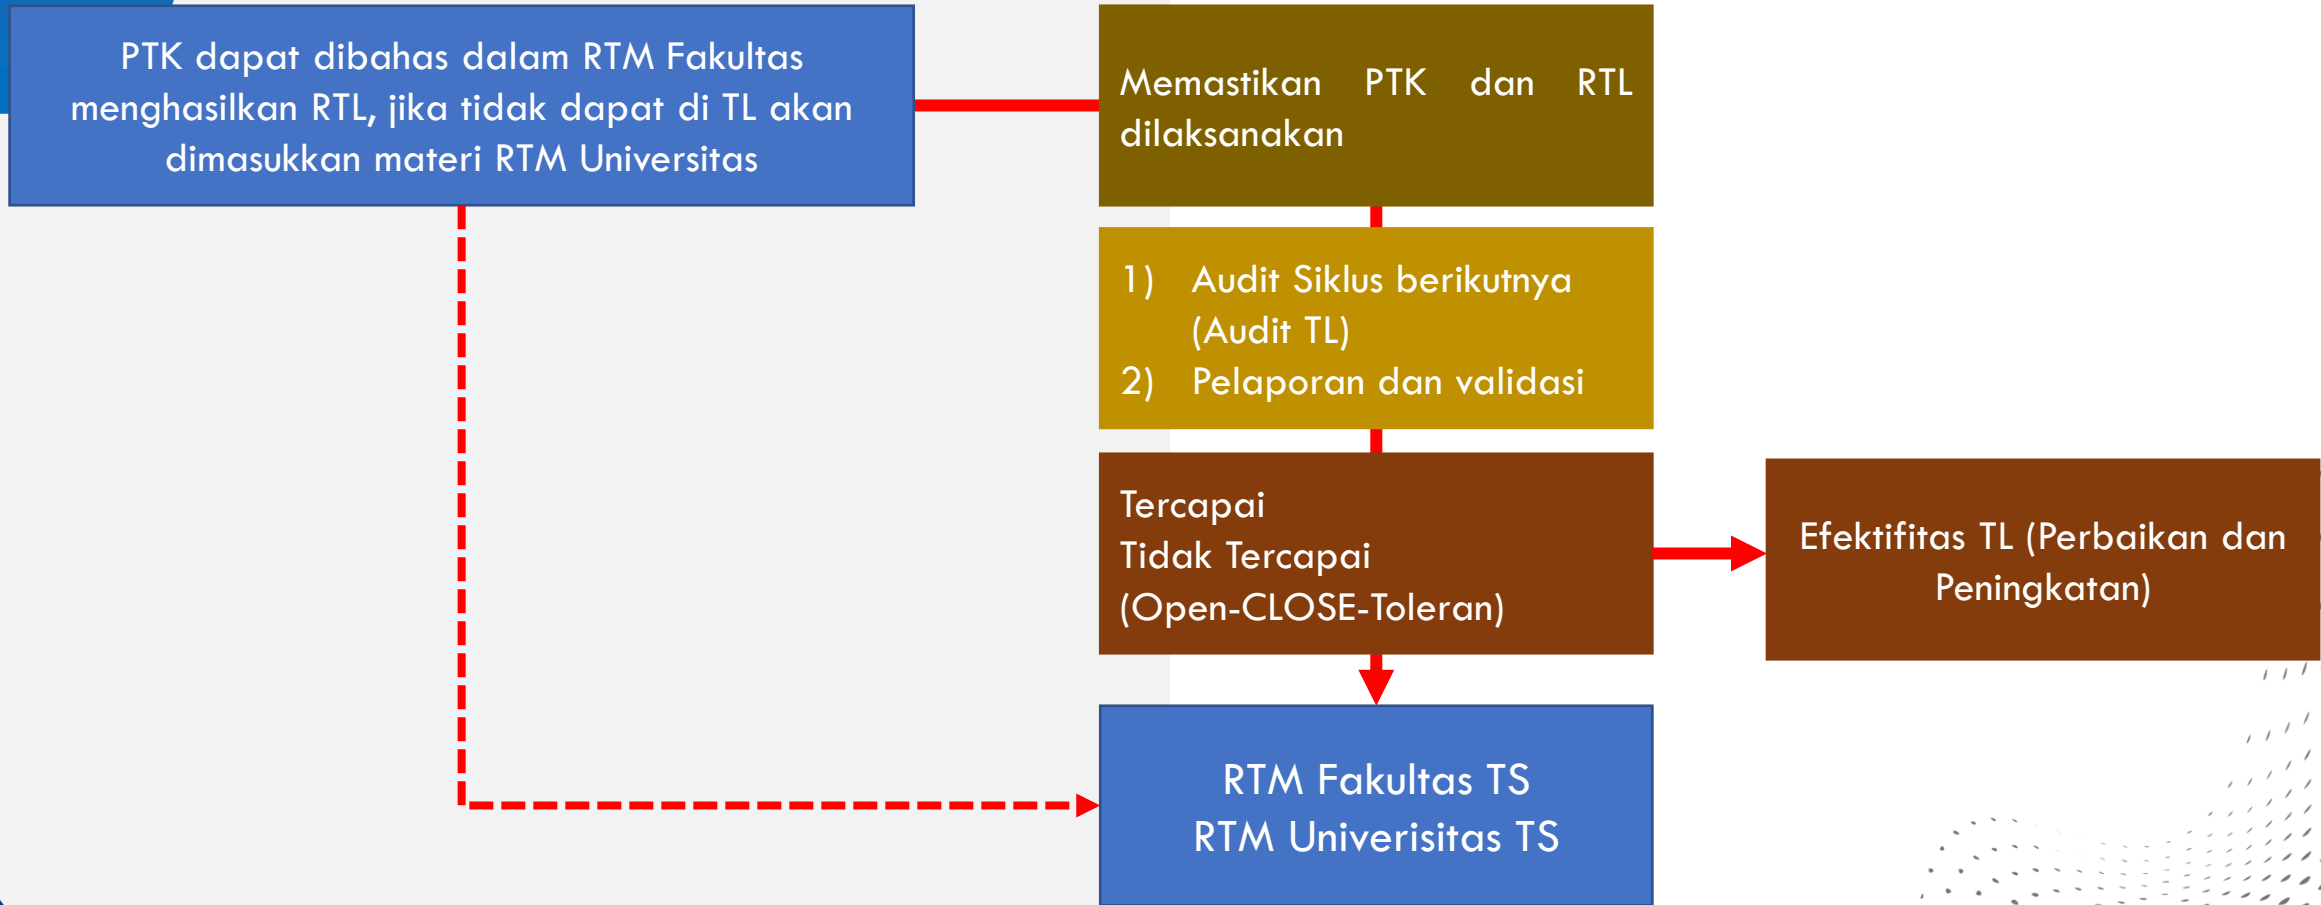 PTK dapat dibahas dalam RTM Fakultas
menghasilkan RTL, jika tidak dapat di TL akan
dimasukkan materi RTM Universitas
Memastikan PTK dan RTL
dilaksanakan
1) Audit Siklus berikutnya
(Audit TL)
2) Pelaporan dan validasi
Tercapai
Tidak Tercapai
(Open-CLOSE-Toleran)
Efektifitas TL (Perbaikan dan
Peningkatan)
RTM Fakultas TS
RTM Univerisitas TS